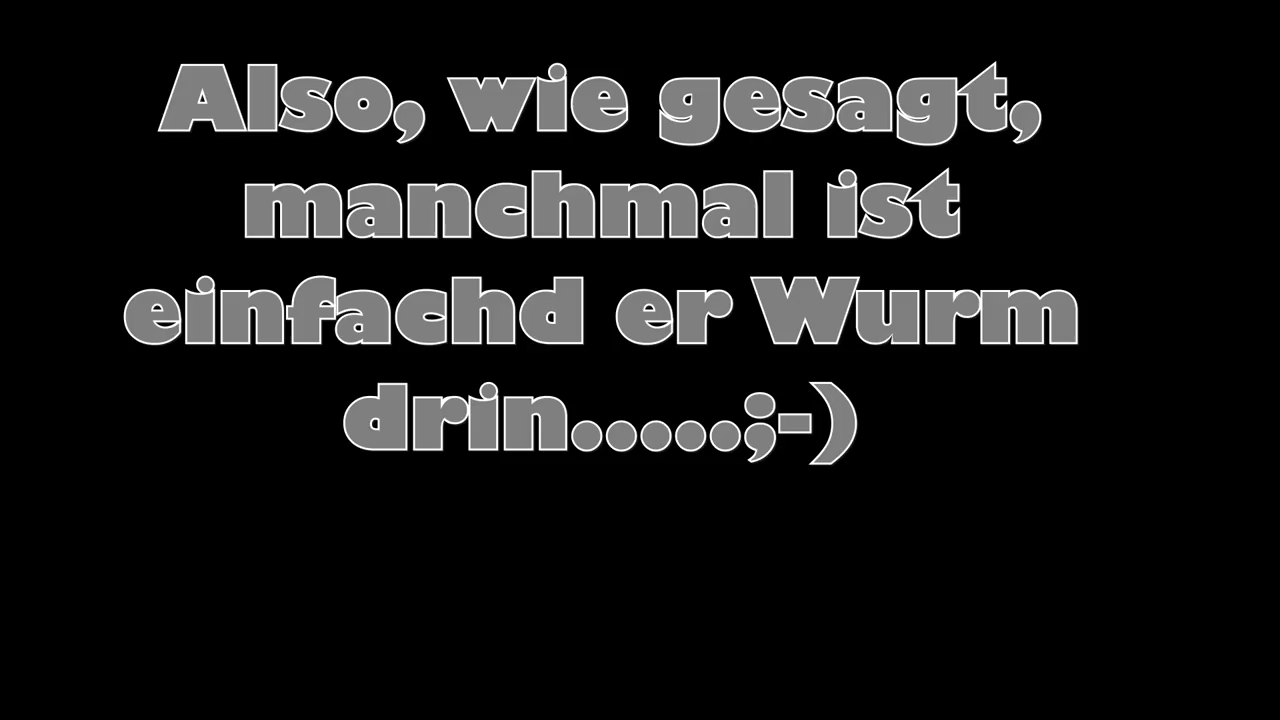 Also, wie gesagt,
manchmal ist
einfachd er Wurm
drin.....;-)